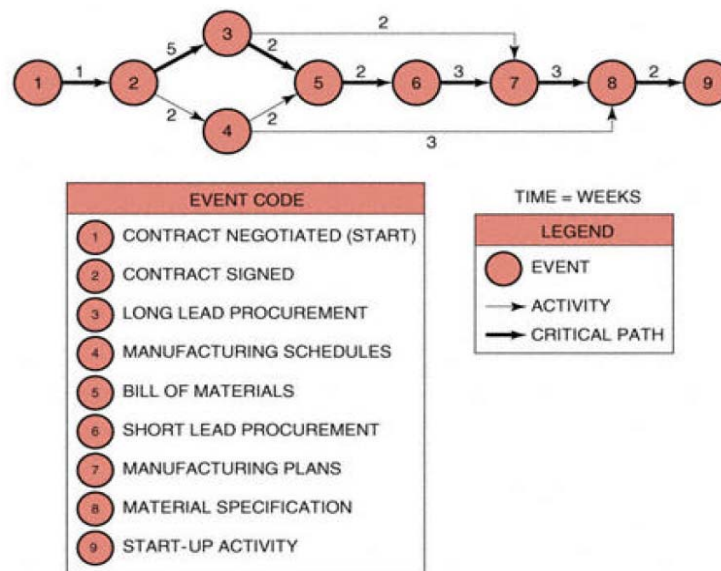 2
3
5
2
1
2
5
2
6
3
7
3
8
2
9
1
2
4
2
3
EVENT CODE
1 CONTRACT NEGOTIATED (START)
2 CONTRACT SIGNED
3 LONG LEAD PROCUREMENT
4 MANUFACTURING SCHEDULES
5 BILL OF MATERIALS
6 SHORT LEAD PROCUREMENT
7 MANUFACTURING PLANS
8 MATERIAL SPECIFICATION
9 START-UP ACTIVITY
TIME = WEEKS
LEGEND
EVENT
ACTIVITY
CRITICAL PATH